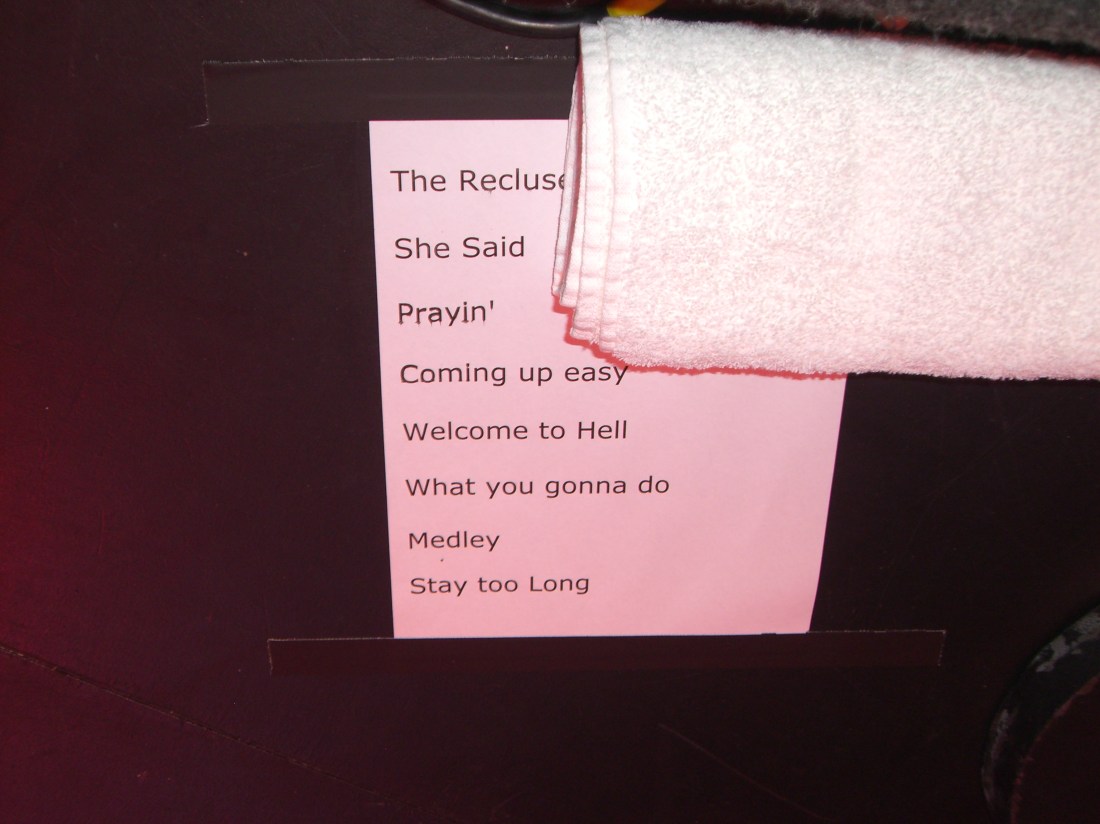 The Recluse
She Said
Prayin'
Coming up easy
Welcome to Hell
What you gonna do
Medley
Stay too Long